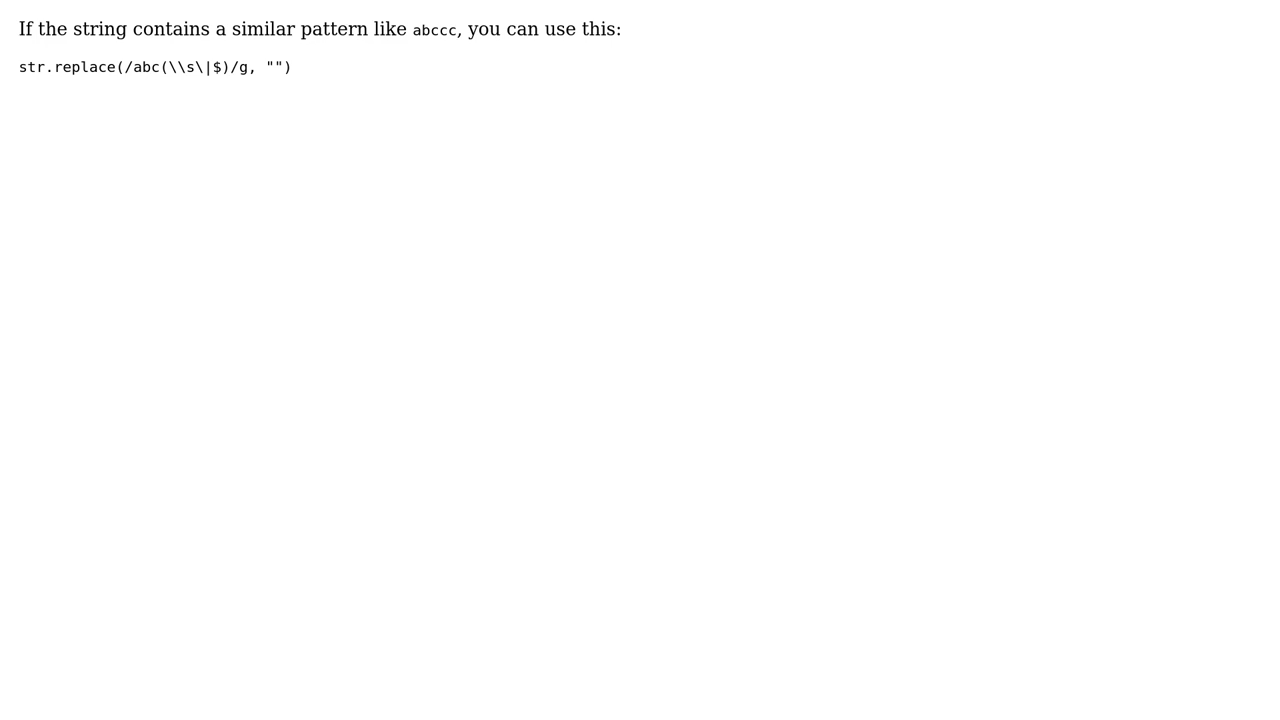 If the string contains a similar pattern like abccc, you can use this:
str.replace(/abc(\\s\|$)/g, "")